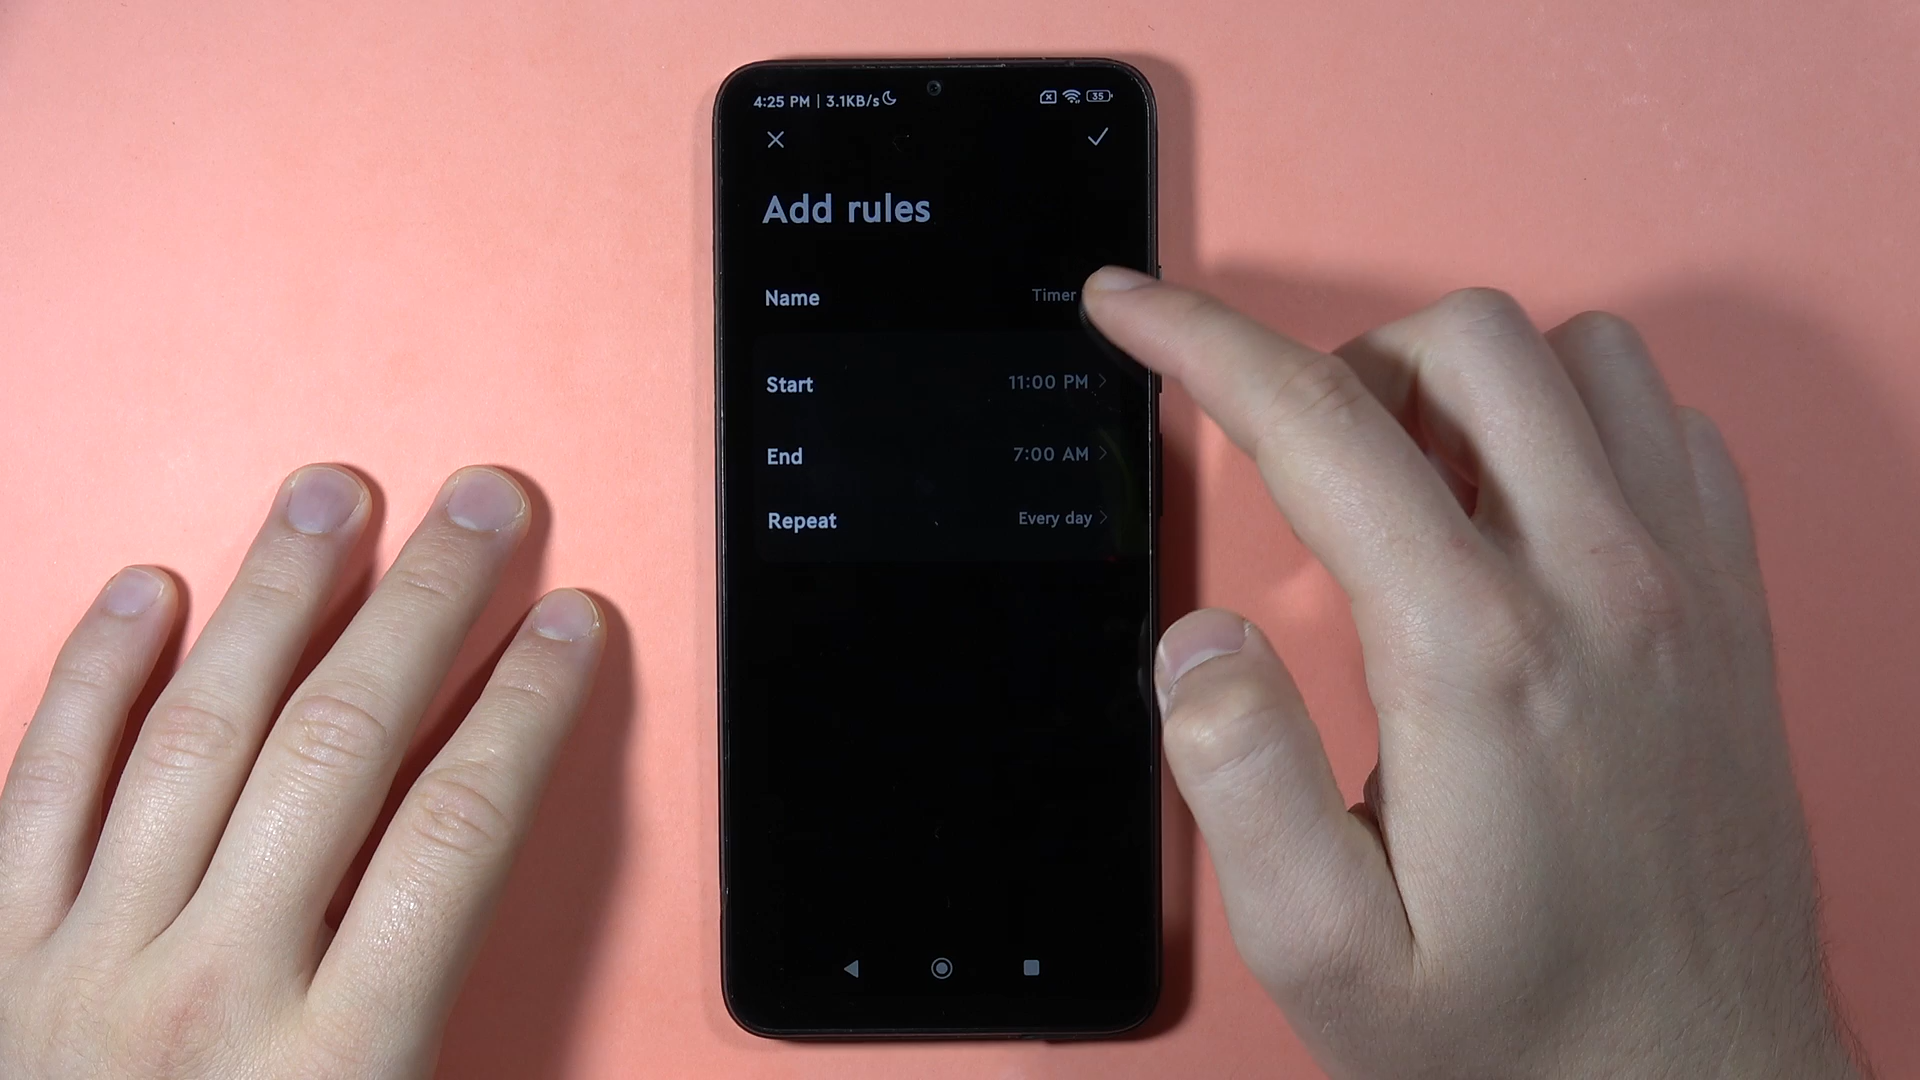 4:25 PM | 3.1KB/s 35
Add rules
Name Timer
Start 11:00 PM
End 7:00 AM
Repeat Every day